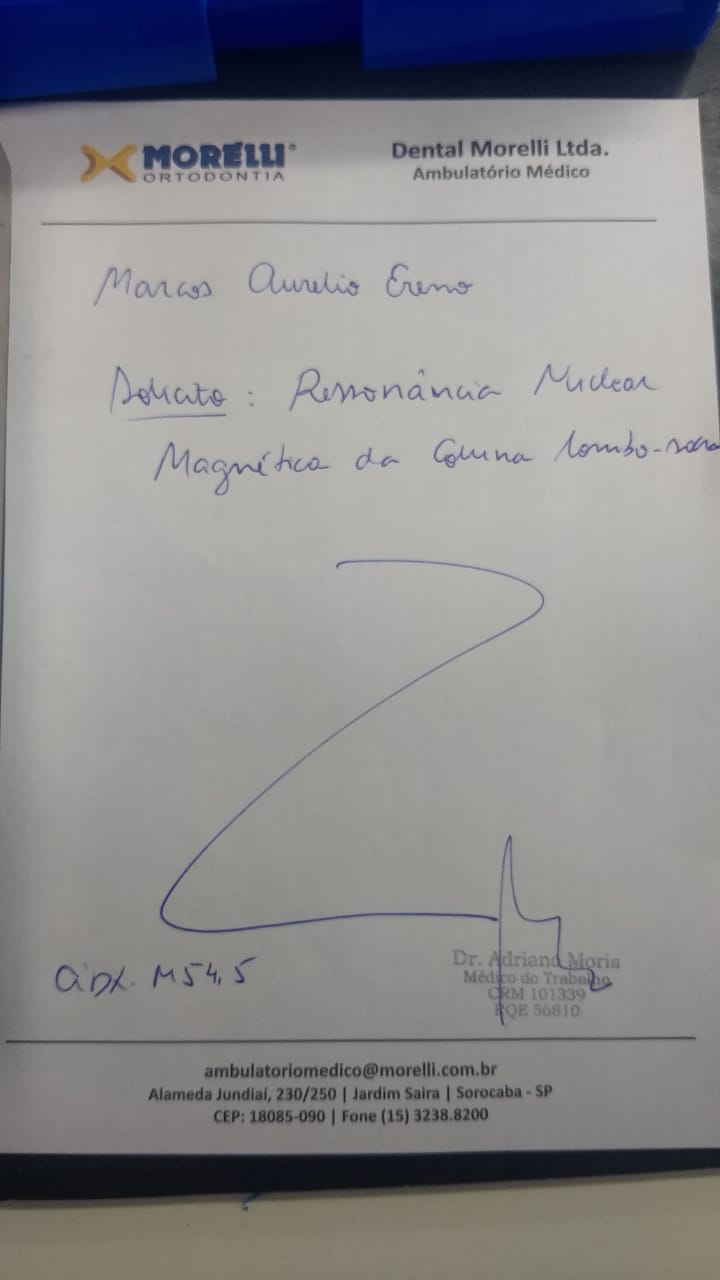 MORELLI®
ORTODONTIA
Dental Morelli Ltda.
Ambulatório Médico
Marcos Aurelio Ereno
Solicito: Ressonância Nuclear
Magnética da Coluna lombo-sacra
CID X. M54.5
Dr. Adriano Moris
Médico do Trabalho
CRM 101339
RQE 56810
ambulatoriomedico@morelli.com.br
Alameda Jundiaí, 230/250 | Jardim Saira | Sorocaba - SP
CEP: 18085-090 | Fone (15) 3238.8200